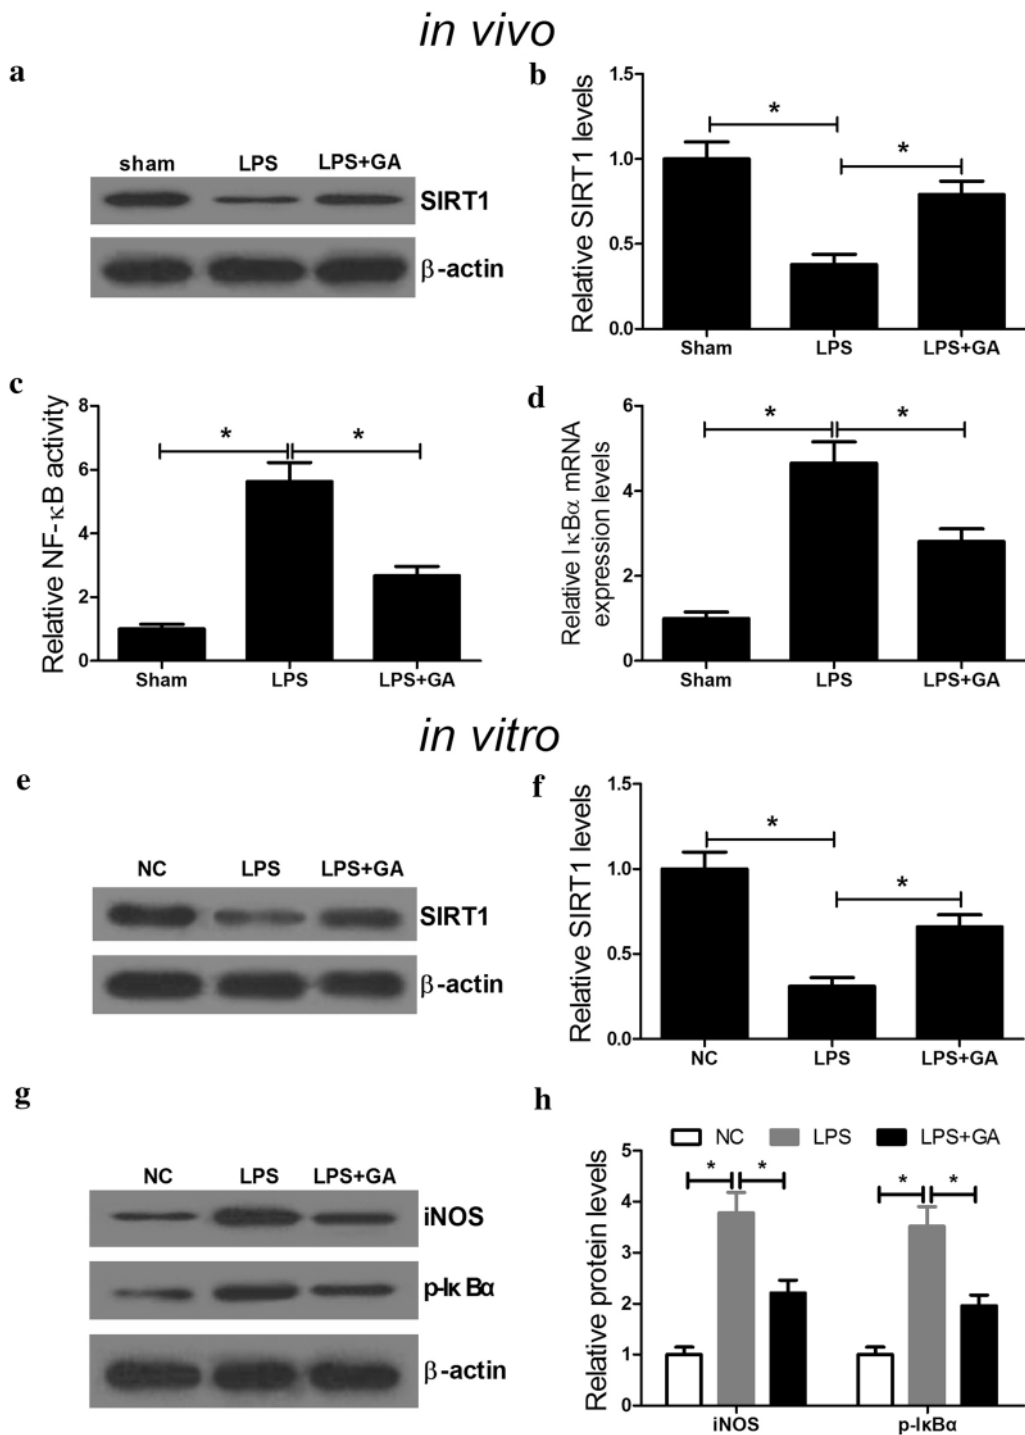 in vivo
a
sham LPS LPS+GA
SIRT1
β-actin
b
Relative SIRT1 levels
1.5
1.0
0.5
0.0
* *
Sham LPS LPS+GA
c
Relative NF-κB activity
8
6
4
2
0
* *
Sham LPS LPS+GA
d
Relative IκBα mRNA
expression levels
6
4
2
0
* *
Sham LPS LPS+GA
in vitro
e
NC LPS LPS+GA
SIRT1
β-actin
f
Relative SIRT1 levels
1.5
1.0
0.5
0.0
* *
NC LPS LPS+GA
g
NC LPS LPS+GA
iNOS
p-IκBα
β-actin
h
NC LPS LPS+GA
Relative protein levels
5
4
3
2
1
0
* * * *
iNOS p-IκBα